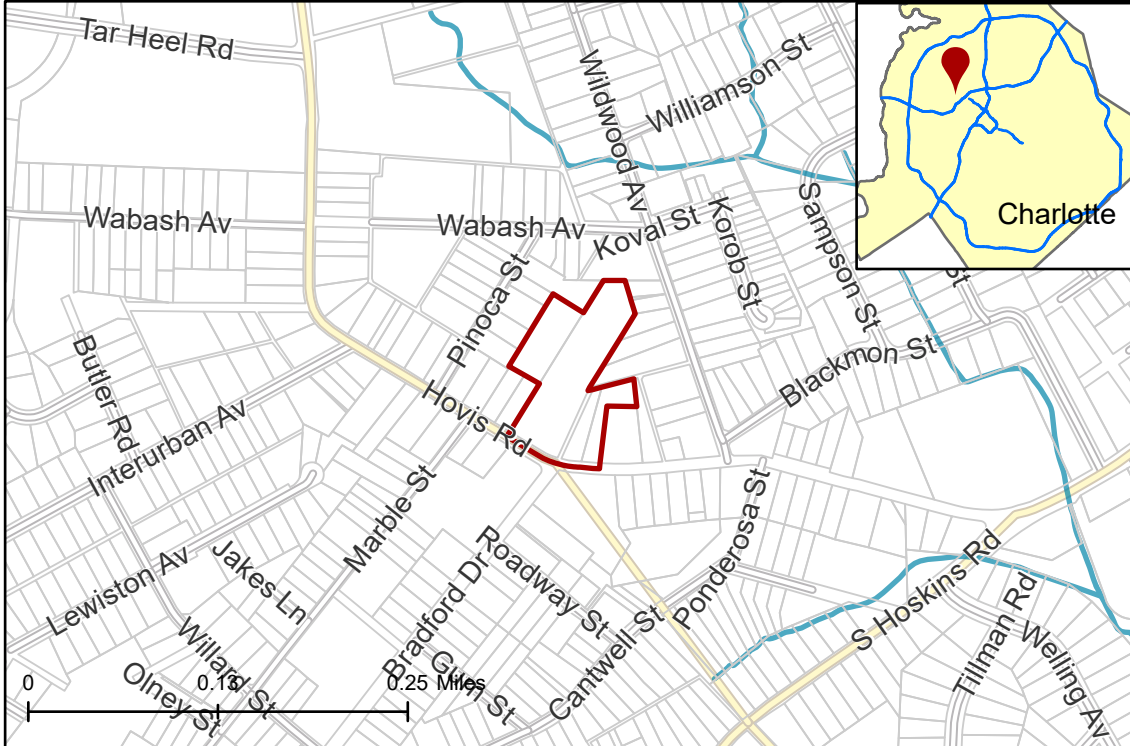 Tar Heel Rd
Wildwood Av
Williamson St
Charlotte
Wabash Av
Wabash Av
Koval St
Korob St
Sampson St
St
Pinoca St
Blackmon St
Butler Rd
Hovis Rd
Interurban Av
Marble St
Ponderosa St
Roadway St
Jakes Ln
Lewiston Av
Bradford Dr
S Hoskins Rd
Cantwell St
Tillman Rd
Welling Av
Willard St
Gunn St
Olney St
0 0.13 0.25 Miles